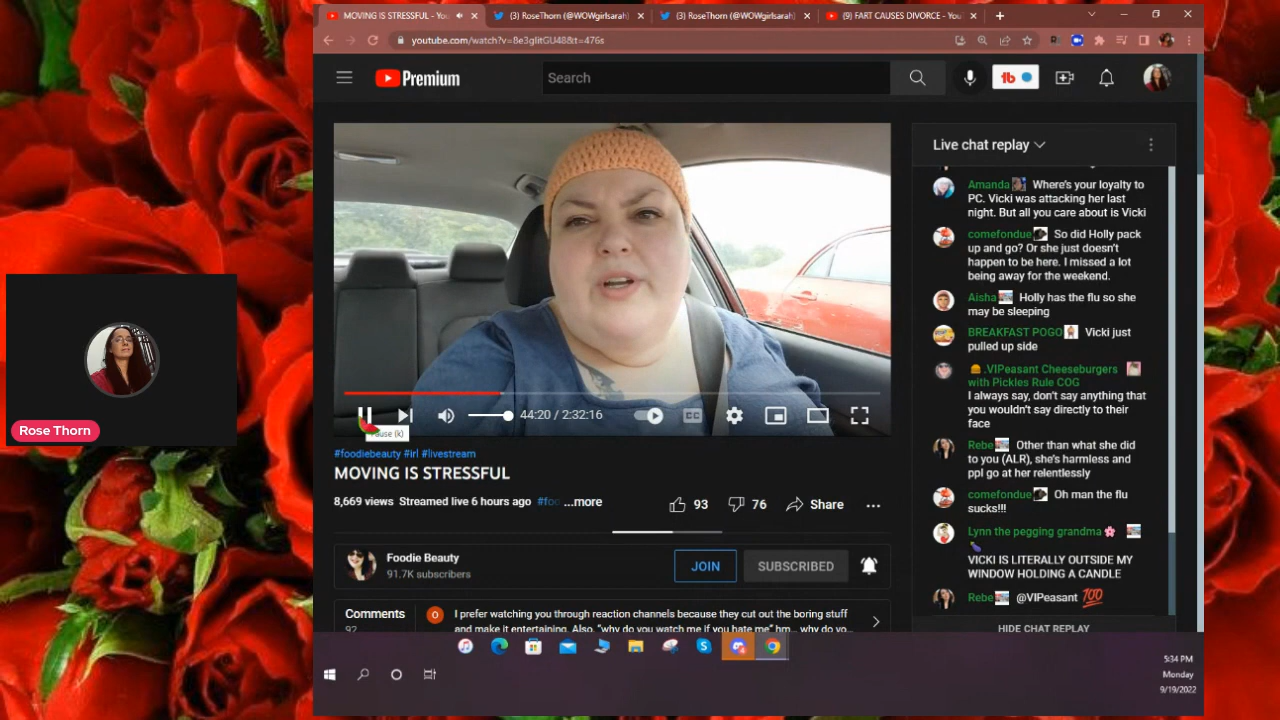 MOVING IS STRESSFUL - You
(3) RoseThorn (@WOWgirlsarah)
(3) RoseThorn (@WOWgirlsarah)
(9) FART CAUSES DIVORCE - You
youtube.com/watch?v=8e3glitGU48&t=476s
Premium
Search
Live chat replay
Amanda Where's your loyalty to
PC. Vicki was attacking her last
night. But all you care about is Vicki
comefondue So did Holly pack
up and go? Or she just doesn't
happen to be here. I missed a lot
being away for the weekend.
Aisha Holly has the flu so she
may be sleeping
BREAKFAST POGO Vicki just
pulled up side
.VIPeasant Cheeseburgers
with Pickles Rule COG
I always say, don't say anything that
you wouldn't say directly to their
face
Rebe Other than what she did
to you (ALR), she's harmless and
ppl go at her relentlessly
comefondue Oh man the flu
sucks!!!
Lynn the pegging grandma
VICKI IS LITERALLY OUTSIDE MY
WINDOW HOLDING A CANDLE
Rebe @VIPeasant 💯
HIDE CHAT REPLAY
44:20 / 2:32:16
CC
Pause (k)
#foodiebeauty #irl #livestream
MOVING IS STRESSFUL
8,669 views Streamed live 6 hours ago #foo ...more
93 76 Share
Foodie Beauty
91.7K subscribers
JOIN
SUBSCRIBED
Comments
92
I prefer watching you through reaction channels because they cut out the boring stuff
and make it entertaining. Also, "why do you watch me if you hate me" hm... why do yo...
Rose Thorn
5:34 PM
Monday
9/19/2022